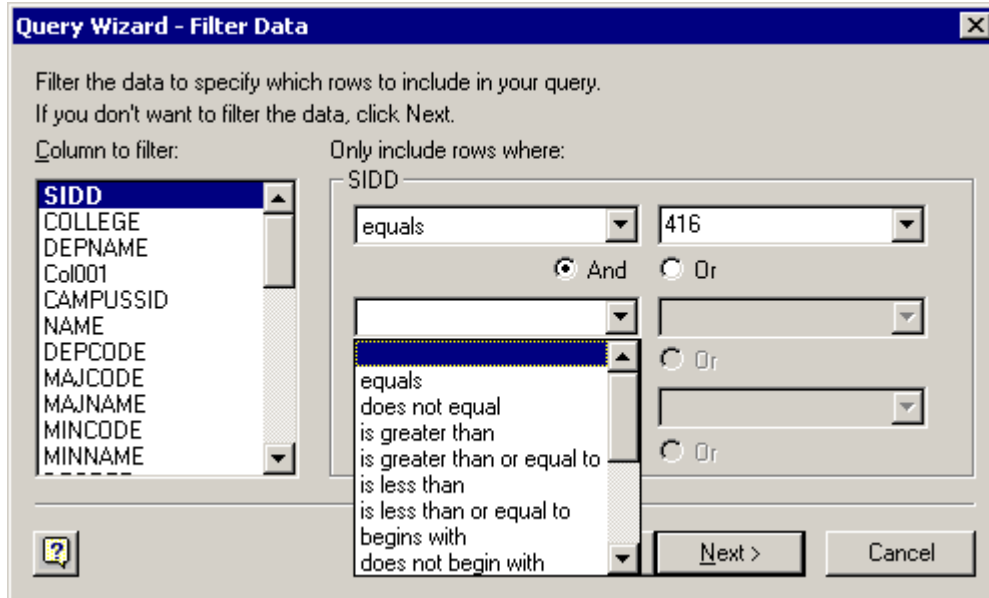 Query Wizard - Filter Data
Filter the data to specify which rows to include in your query.
If you don't want to filter the data, click Next.
Column to filter:
Only include rows where:
SIDD
COLLEGE
DEPNAME
Col001
CAMPUSSID
NAME
DEPCODE
MAJCODE
MAJNAME
MINCODE
MINNAME
SIDD
equals
416
And
Or
equals
does not equal
is greater than
is greater than or equal to
is less than
is less than or equal to
begins with
does not begin with
Or
Or
?
Next >
Cancel